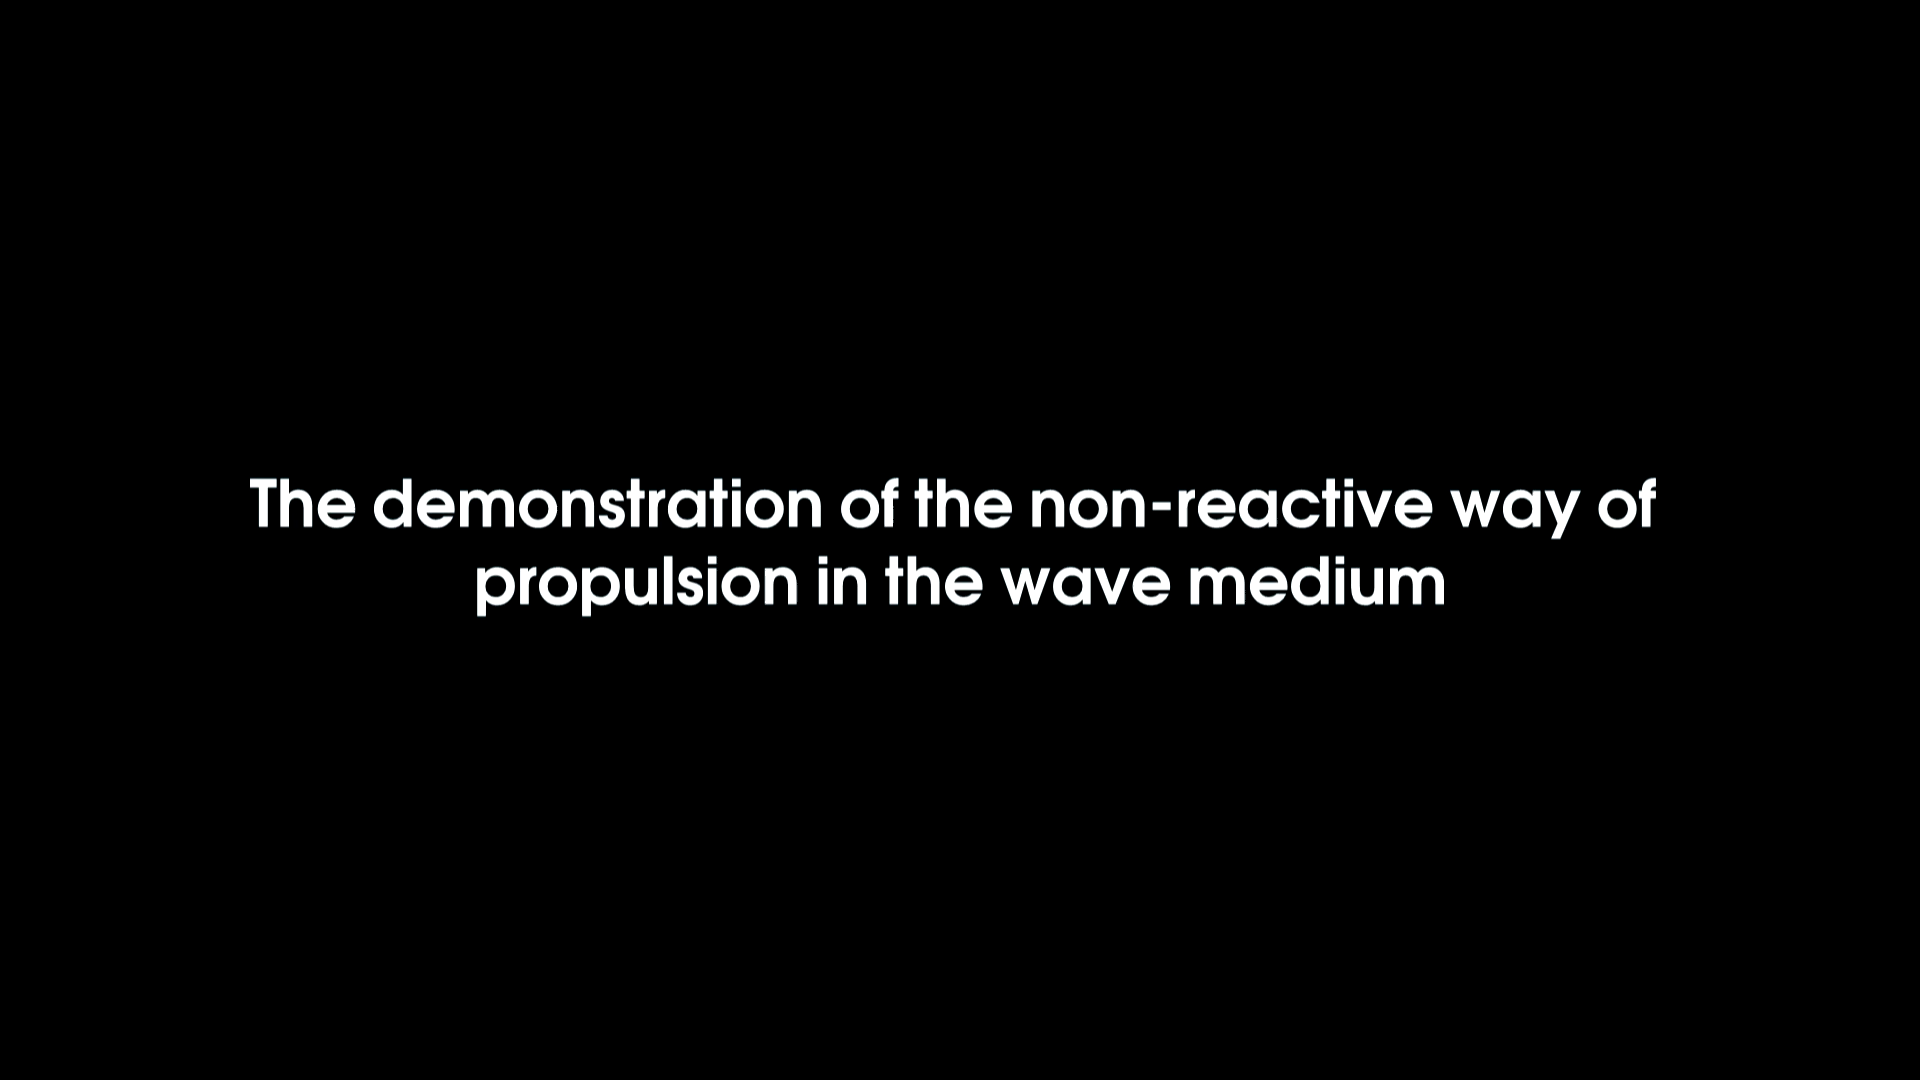 The demonstration of the non-reactive way of
propulsion in the wave medium